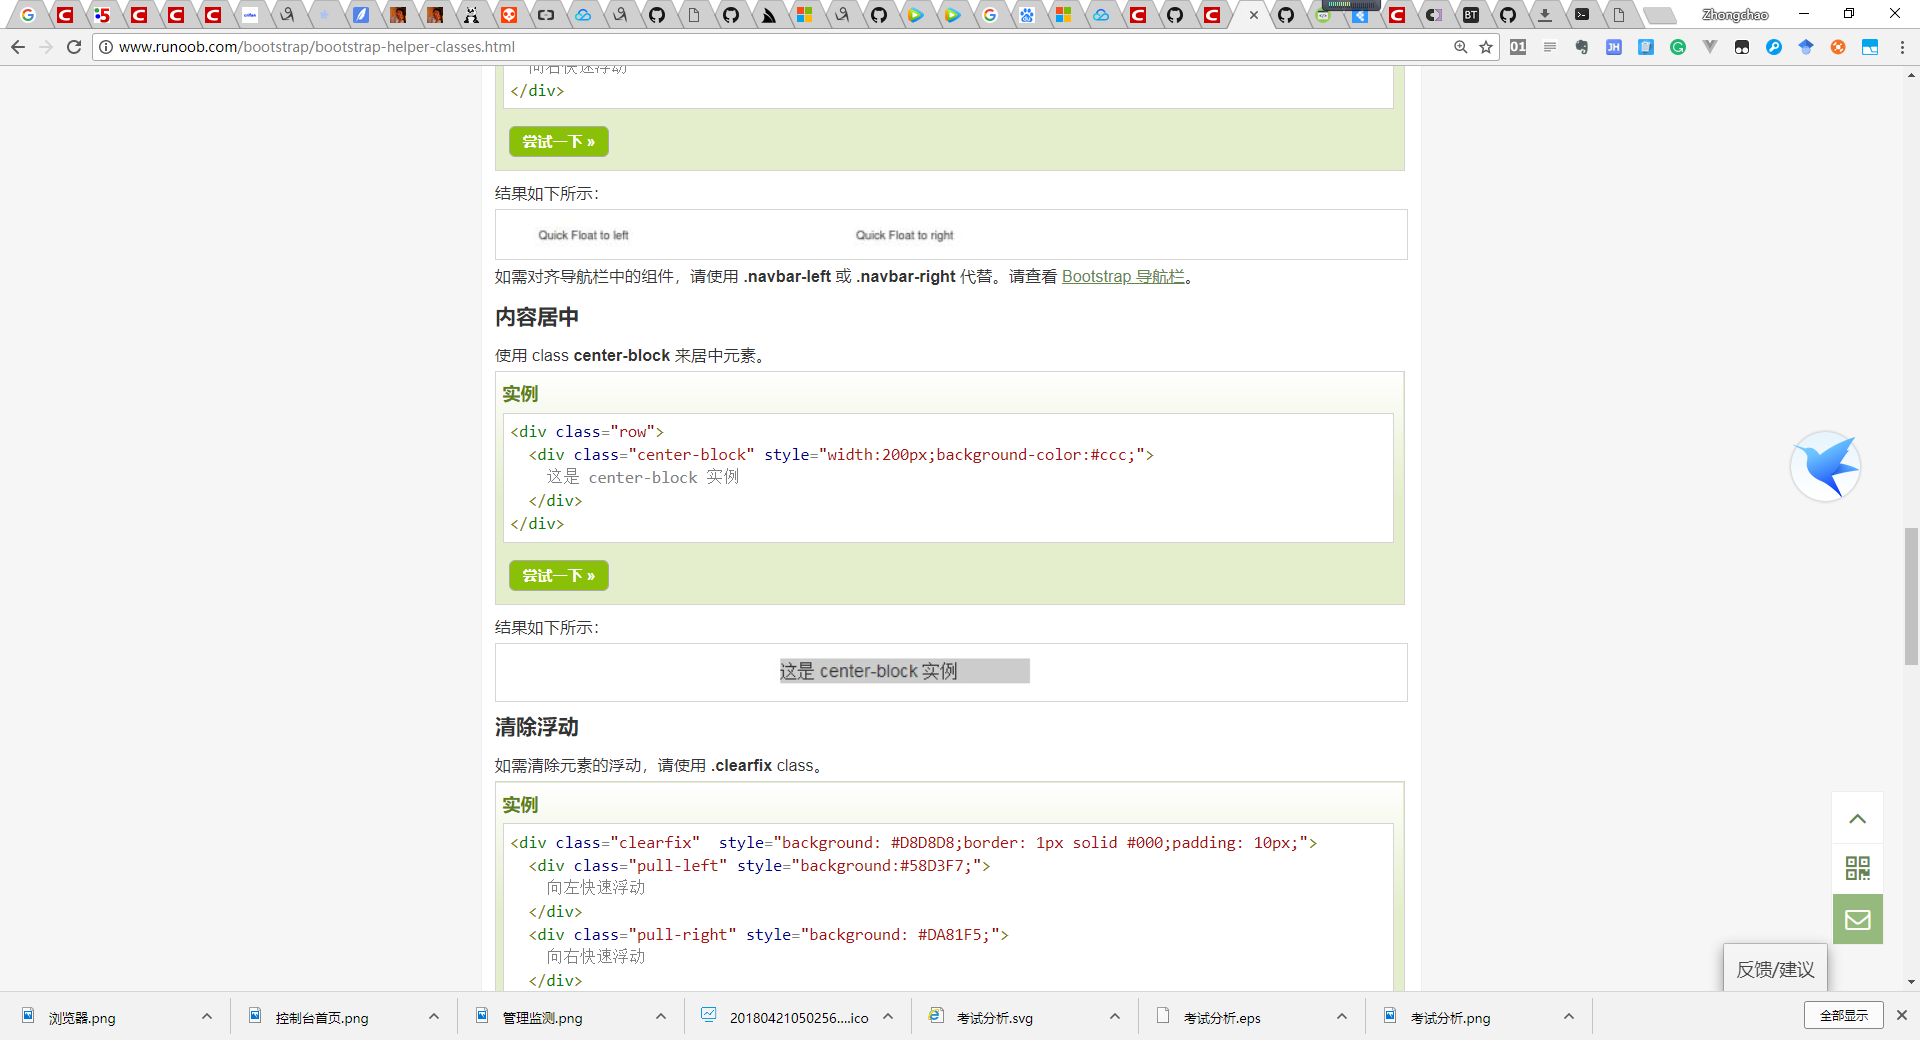 Zhongchao
www.runoob.com/bootstrap/bootstrap-helper-classes.html
向右快速浮动
</div>
尝试一下 »
结果如下所示：
Quick Float to left
Quick Float to right
如需对齐导航栏中的组件，请使用 .navbar-left 或 .navbar-right 代替。请查看 Bootstrap 导航栏。
内容居中
使用 class center-block 来居中元素。
实例
<div class="row">
<div class="center-block" style="width:200px;background-color:#ccc;">
这是 center-block 实例
</div>
</div>
尝试一下 »
结果如下所示：
这是 center-block 实例
清除浮动
如需清除元素的浮动，请使用 .clearfix class。
实例
<div class="clearfix"  style="background: #D8D8D8;border: 1px solid #000;padding: 10px;">
<div class="pull-left" style="background:#58D3F7;">
向左快速浮动
</div>
<div class="pull-right" style="background: #DA81F5;">
向右快速浮动
</div>
反馈/建议
浏览器.png
控制台首页.png
管理监测.png
20180421050256....ico
考试分析.svg
考试分析.eps
考试分析.png
全部显示